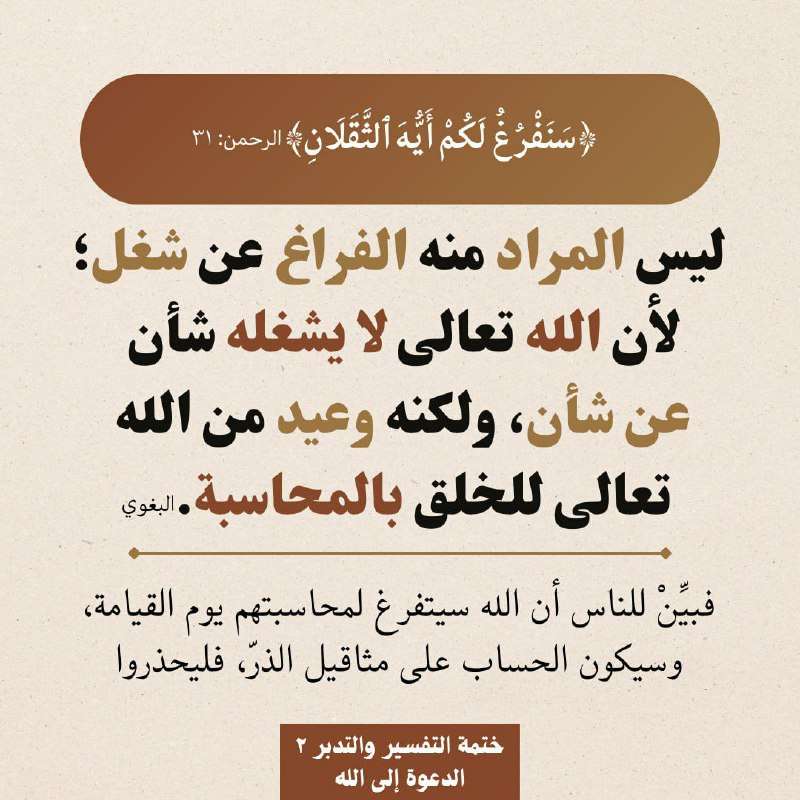 ﴿سَنَفْرُغُ لَكُمْ أَيُّهَ ٱلثَّقَلَانِ﴾ الرحمن: ٣١
ليس المراد منه الفراغ عن شغل؛
لأن الله تعالى لا يشغله شأن
عن شأن، ولكنه وعيد من الله
تعالى للخلق بالمحاسبة. البغوي
فبيِّنْ للناس أن الله سيتفرغ لمحاسبتهم يوم القيامة،
وسيكون الحساب على مثاقيل الذرّ، فليحذروا
ختمة التفسير والتدبر ٢
الدعوة إلى الله